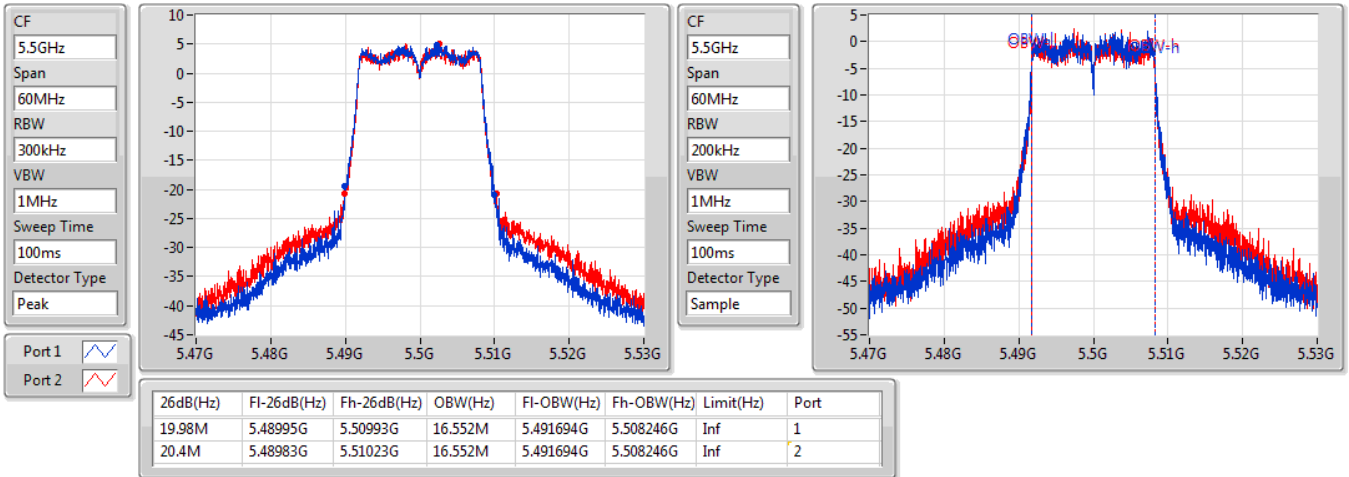 CF
5.5GHz
Span
60MHz
RBW
300kHz
VBW
1MHz
Sweep Time
100ms
Detector Type
Peak
Port 1
Port 2
10
5
0
-5
-10
-15
-20
-25
-30
-35
-40
-45
5.47G 5.48G 5.49G 5.5G 5.51G 5.52G 5.53G
CF
5.5GHz
Span
60MHz
RBW
200kHz
VBW
1MHz
Sweep Time
100ms
Detector Type
Sample
5
0
-5
-10
-15
-20
-25
-30
-35
-40
-45
-50
-55
OBW-h
5.47G 5.48G 5.49G 5.5G 5.51G 5.52G 5.53G
26dB(Hz) Fl-26dB(Hz) Fh-26dB(Hz) OBW(Hz) Fl-OBW(Hz) Fh-OBW(Hz) Limit(Hz) Port
19.98M 5.48995G 5.50993G 16.552M 5.491694G 5.508246G Inf 1
20.4M 5.48983G 5.51023G 16.552M 5.491694G 5.508246G Inf 2